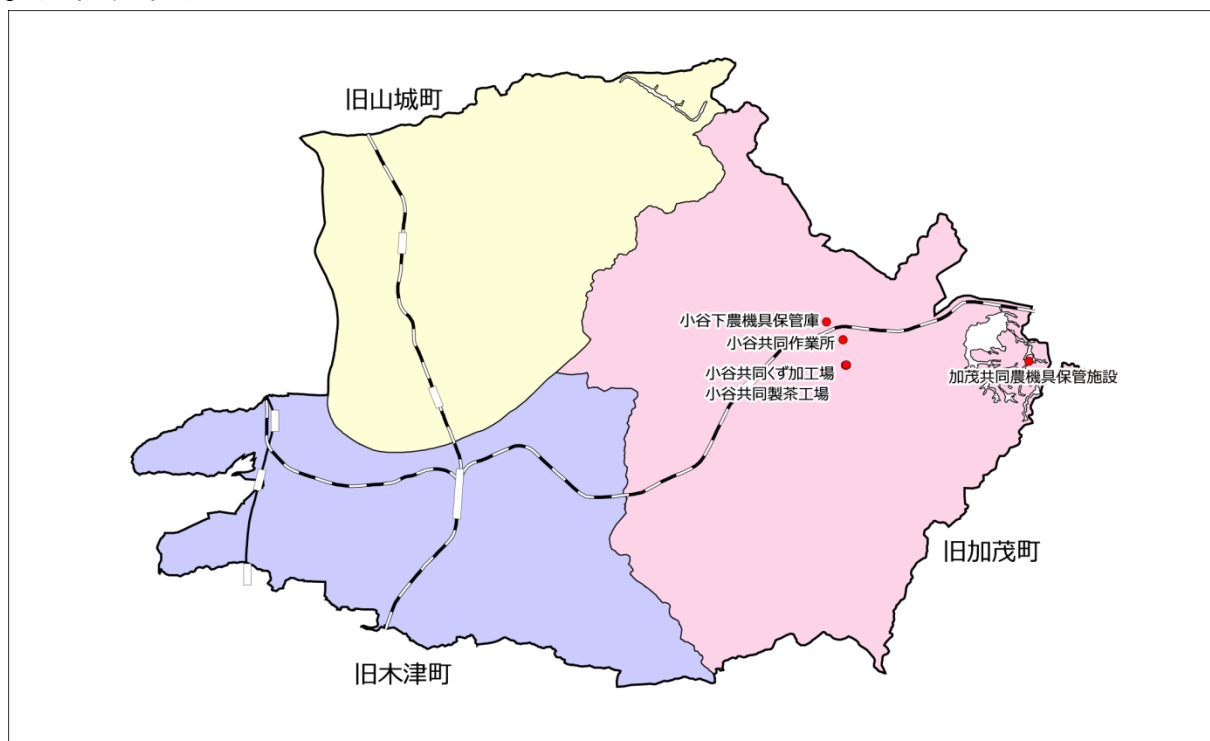 旧山城町
小谷下農機具保管庫
小谷共同作業所
小谷共同くず加工場
小谷共同製茶工場
加茂共同農機具保管施設
旧加茂町
旧木津町